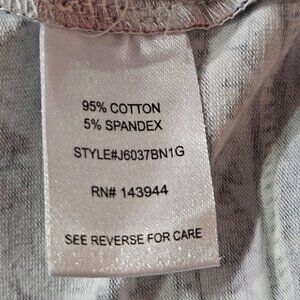 95% COTTON
5% SPANDEX
STYLE#J6037BN1G
RN# 143944
SEE REVERSE FOR CARE